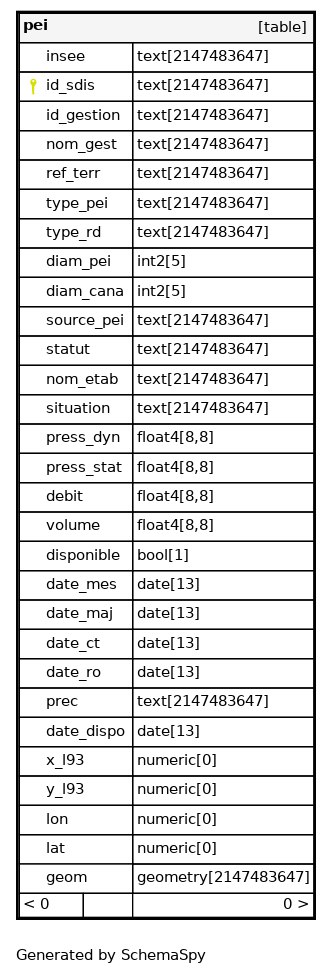 pei [table]
insee text[2147483647]
id_sdis text[2147483647]
id_gestion text[2147483647]
nom_gest text[2147483647]
ref_terr text[2147483647]
type_pei text[2147483647]
type_rd text[2147483647]
diam_pei int2[5]
diam_cana int2[5]
source_pei text[2147483647]
statut text[2147483647]
nom_etab text[2147483647]
situation text[2147483647]
press_dyn float4[8,8]
press_stat float4[8,8]
debit float4[8,8]
volume float4[8,8]
disponible bool[1]
date_mes date[13]
date_maj date[13]
date_ct date[13]
date_ro date[13]
prec text[2147483647]
date_dispo date[13]
x_l93 numeric[0]
y_l93 numeric[0]
lon numeric[0]
lat numeric[0]
geom geometry[2147483647]
< 0 0 >
Generated by SchemaSpy